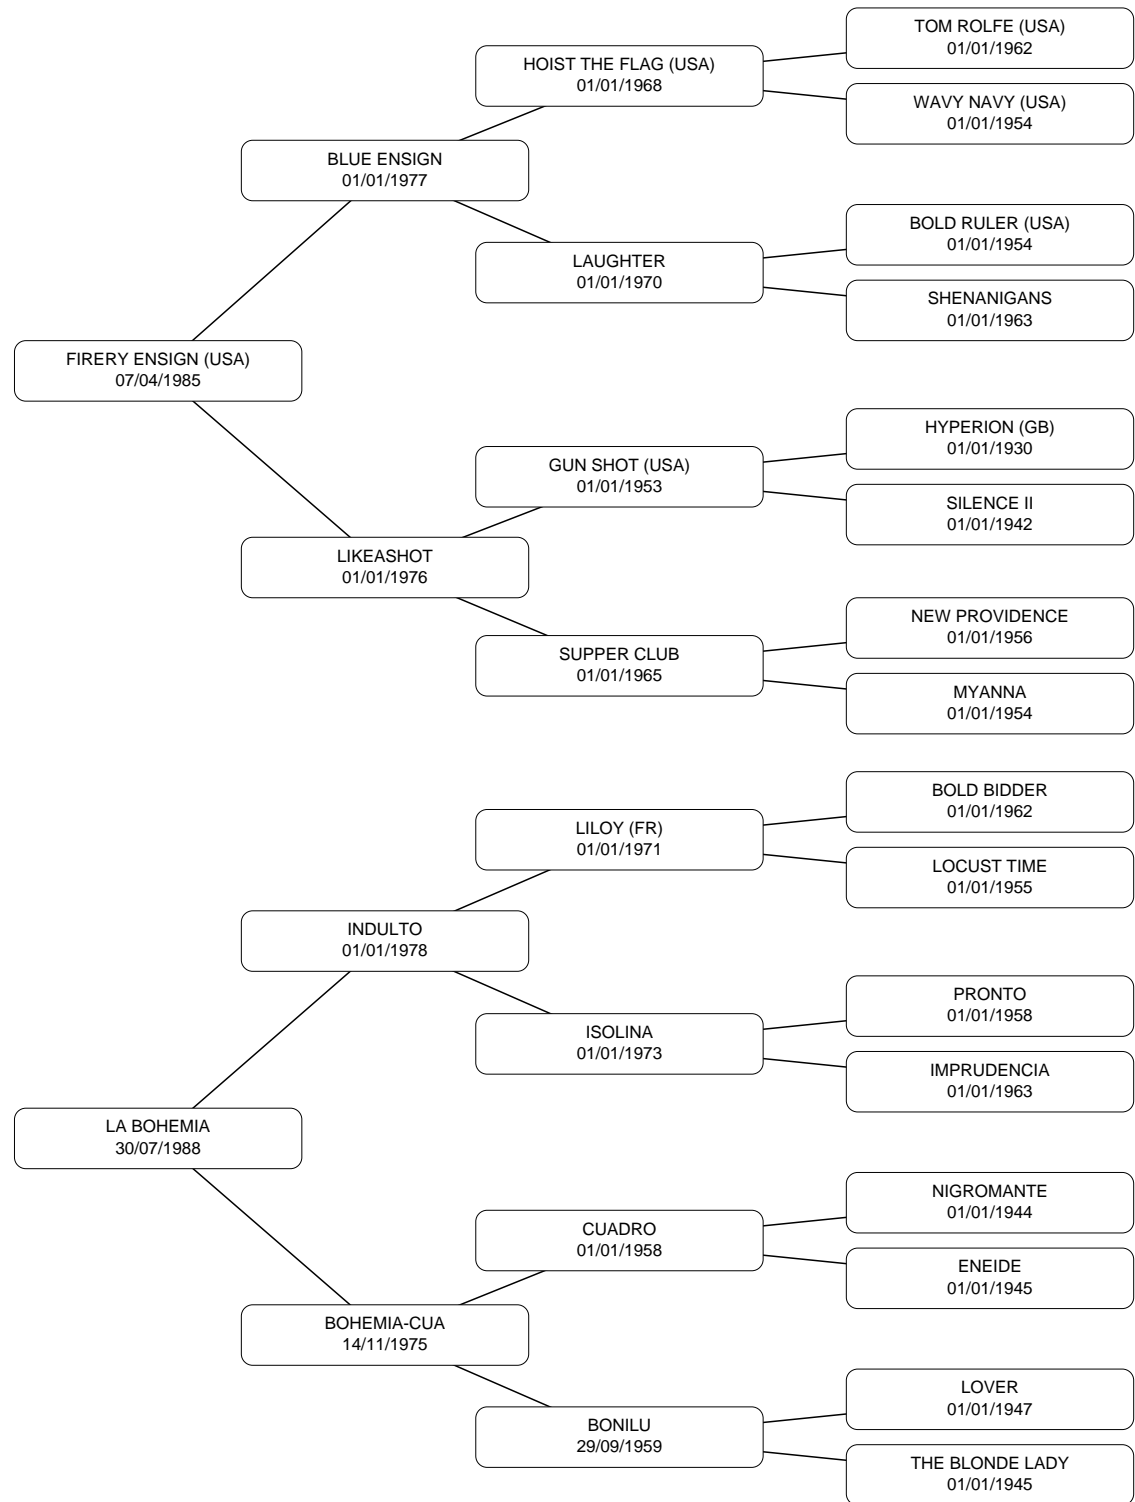 TOM ROLFE (USA)
01/01/1962
HOIST THE FLAG (USA)
01/01/1968
WAVY NAVY (USA)
01/01/1954
BLUE ENSIGN
01/01/1977
BOLD RULER (USA)
01/01/1954
LAUGHTER
01/01/1970
SHENANIGANS
01/01/1963
FIRERY ENSIGN (USA)
07/04/1985
HYPERION (GB)
01/01/1930
GUN SHOT (USA)
01/01/1953
SILENCE II
01/01/1942
LIKEASHOT
01/01/1976
NEW PROVIDENCE
01/01/1956
SUPPER CLUB
01/01/1965
MYANNA
01/01/1954
BOLD BIDDER
01/01/1962
LILOY (FR)
01/01/1971
LOCUST TIME
01/01/1955
INDULTO
01/01/1978
PRONTO
01/01/1958
ISOLINA
01/01/1973
IMPRUDENCIA
01/01/1963
LA BOHEMIA
30/07/1988
NIGROMANTE
01/01/1944
CUADRO
01/01/1958
ENEIDE
01/01/1945
BOHEMIA-CUA
14/11/1975
LOVER
01/01/1947
BONILU
29/09/1959
THE BLONDE LADY
01/01/1945